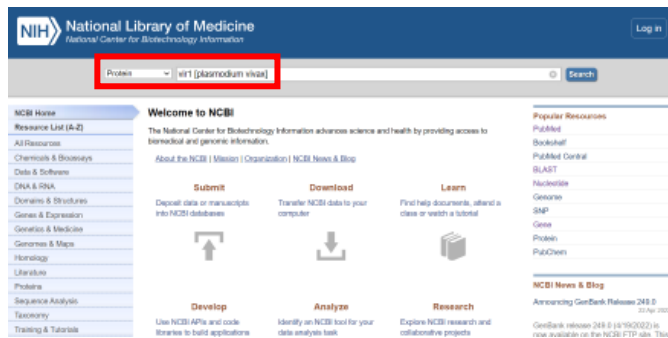 NIH National Library of Medicine
National Center for Biotechnology Information
Log in
Protein vir1 [plasmodium vivax]
Search
NCBI Home
Resource List (A-Z)
All Resources
Chemicals & Bioassays
Data & Software
DNA & RNA
Domains & Structures
Genes & Expression
Genetics & Medicine
Genomes & Maps
Homology
Literature
Proteins
Sequence Analysis
Taxonomy
Training & Tutorials
Welcome to NCBI
The National Center for Biotechnology Information advances science and health by providing access to
biomedical and genomic information.
About the NCBI | Mission | Organization | NCBI News & Blog
Submit
Deposit data or manuscripts
into NCBI databases
Download
Transfer NCBI data to your
computer
Learn
Find help documents, attend a
class or watch a tutorial
Develop
Use NCBI APIs and code
libraries to build applications
Analyze
Identify an NCBI tool for your
data analysis task
Research
Explore NCBI research and
collaborative projects
Popular Resources
PubMed
Bookshelf
PubMed Central
BLAST
Nucleotide
Genome
SNP
Gene
Protein
PubChem
NCBI News & Blog
Announcing GenBank Release 249.0
22 Apr 202
GenBank release 249.0 (4/19/2022) is
now available on the NCBI FTP site. This